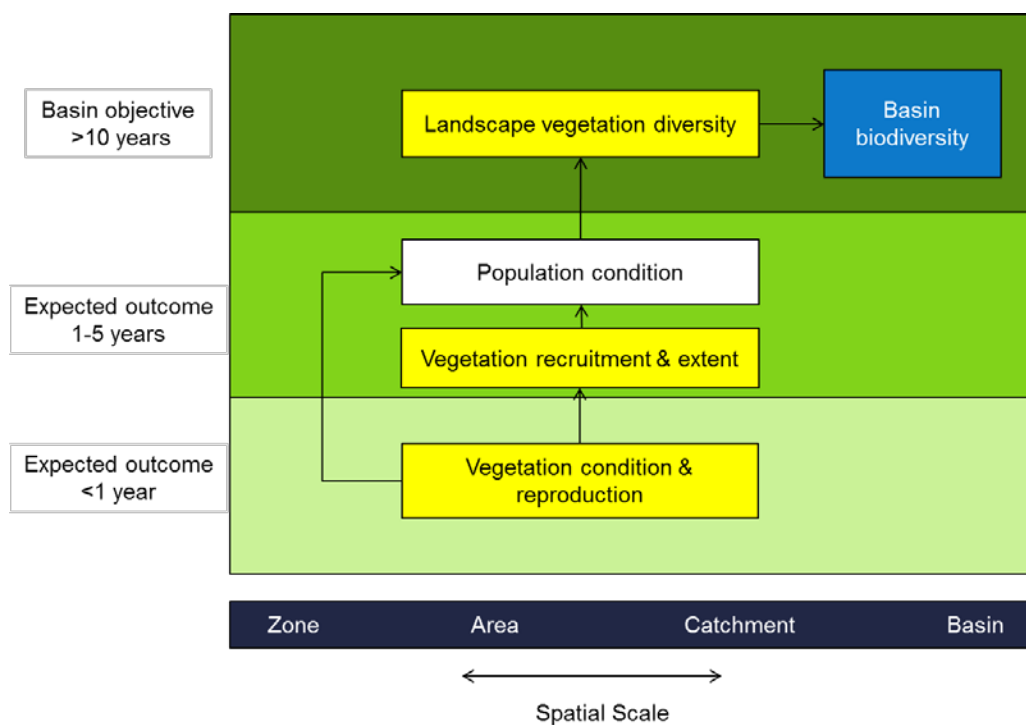 Basin objective
>10 years
Landscape vegetation diversity
Basin
biodiversity
Population condition
Expected outcome
1-5 years
Vegetation recruitment & extent
Expected outcome
<1 year
Vegetation condition &
reproduction
Zone Area Catchment Basin
Spatial Scale